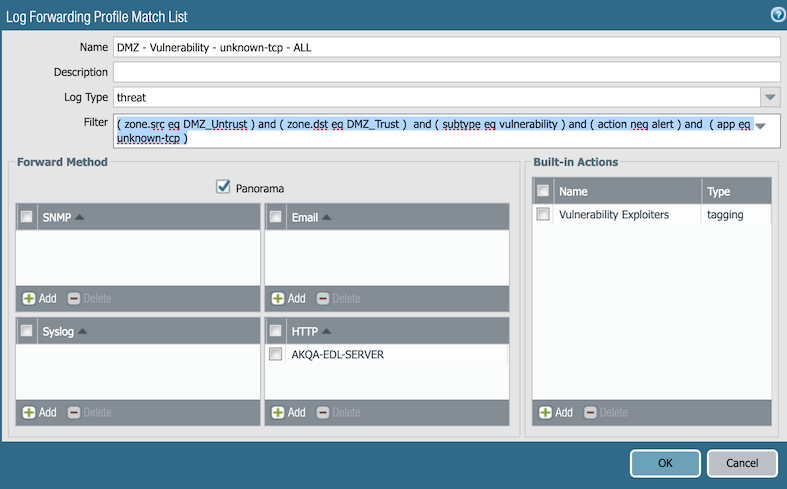 Log Forwarding Profile Match List
Name DMZ - Vulnerability - unknown-tcp - ALL
Description
Log Type threat
Filter ( zone.src eq DMZ_Untrust ) and ( zone.dst eq DMZ_Trust )  and ( subtype eq vulnerability ) and ( action neq alert ) and  ( app eq
unknown-tcp )
Forward Method
Panorama
SNMP
Add Delete
Email
Add Delete
Syslog
Add Delete
HTTP
AKQA-EDL-SERVER
Add Delete
Built-in Actions
Name Type
Vulnerability Exploiters tagging
Add Delete
OK Cancel